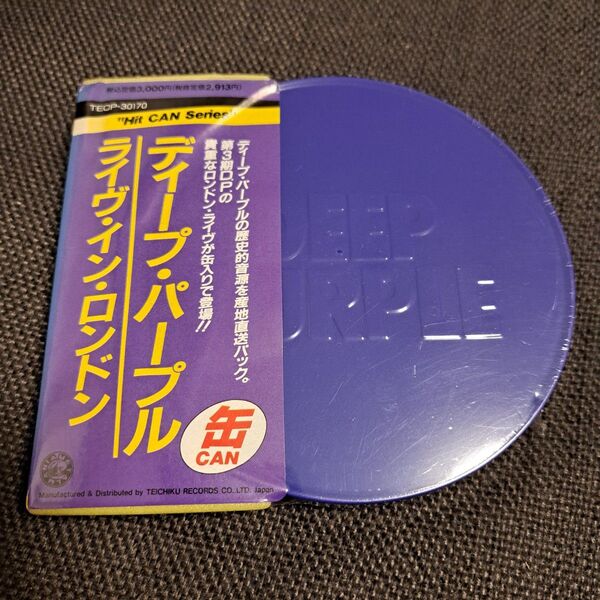 税込定価3,000円(税抜定価2,913円)
TECP-30170
"Hit CAN Series"
ディープ・パープルの歴史的音源を産地直送パック。
第3期D.P.の
貴重なロンドン・ライヴが缶入りで登場!!
ディープ・パープル
ライヴ・イン・ロンドン
缶
CAN
DEEP
PURPLE
Manufactured & Distributed by TEICHIKU RECORDS CO., LTD. Japan